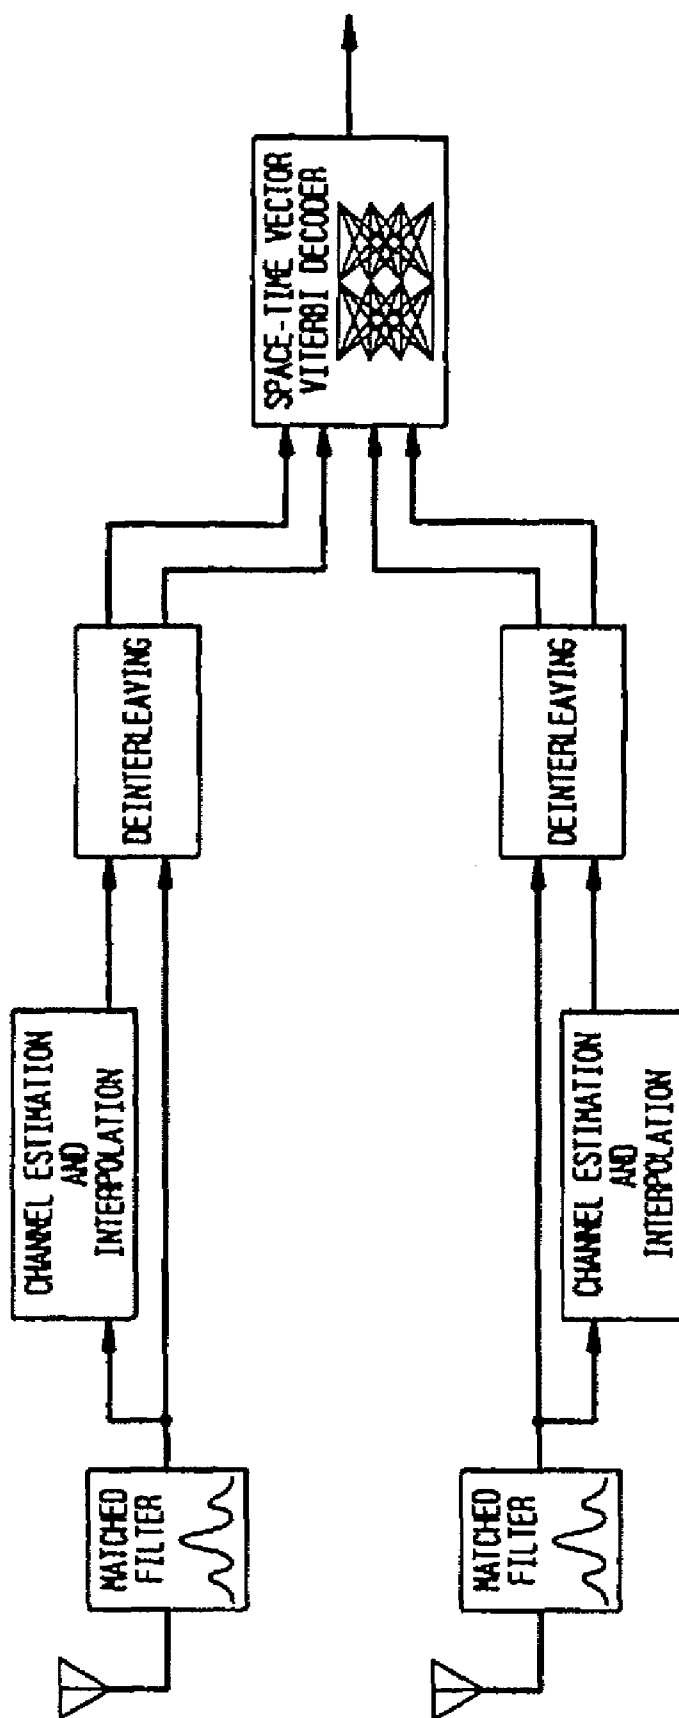 MATCHED
FILTER
CHANNEL ESTIMATION
AND
INTERPOLATION
DEINTERLEAVING
SPACE-TIME VECTOR
VITERBI DECODER
MATCHED
FILTER
CHANNEL ESTIMATION
AND
INTERPOLATION
DEINTERLEAVING